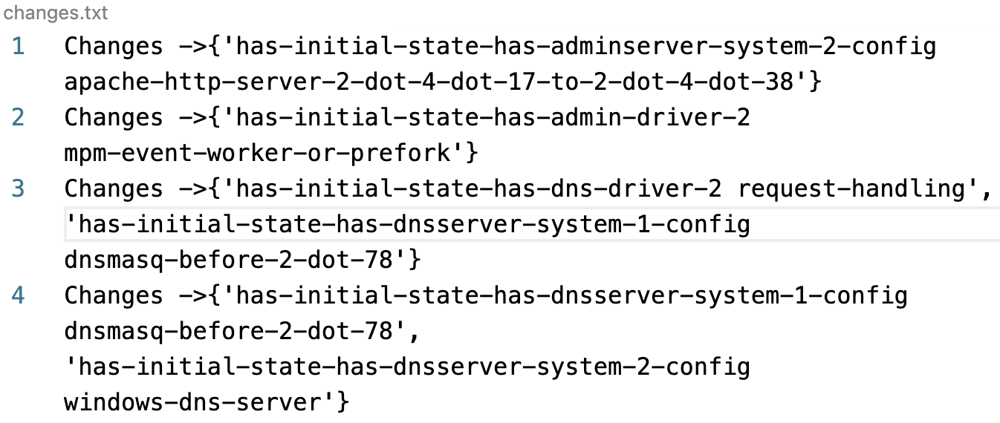 changes.txt
1 Changes ->{'has-initial-state-has-adminserver-system-2-config
apache-http-server-2-dot-4-dot-17-to-2-dot-4-dot-38'}
2 Changes ->{'has-initial-state-has-admin-driver-2
mpm-event-worker-or-prefork'}
3 Changes ->{'has-initial-state-has-dns-driver-2 request-handling',
'has-initial-state-has-dnsserver-system-1-config
dnsmasq-before-2-dot-78'}
4 Changes ->{'has-initial-state-has-dnsserver-system-1-config
dnsmasq-before-2-dot-78',
'has-initial-state-has-dnsserver-system-2-config
windows-dns-server'}